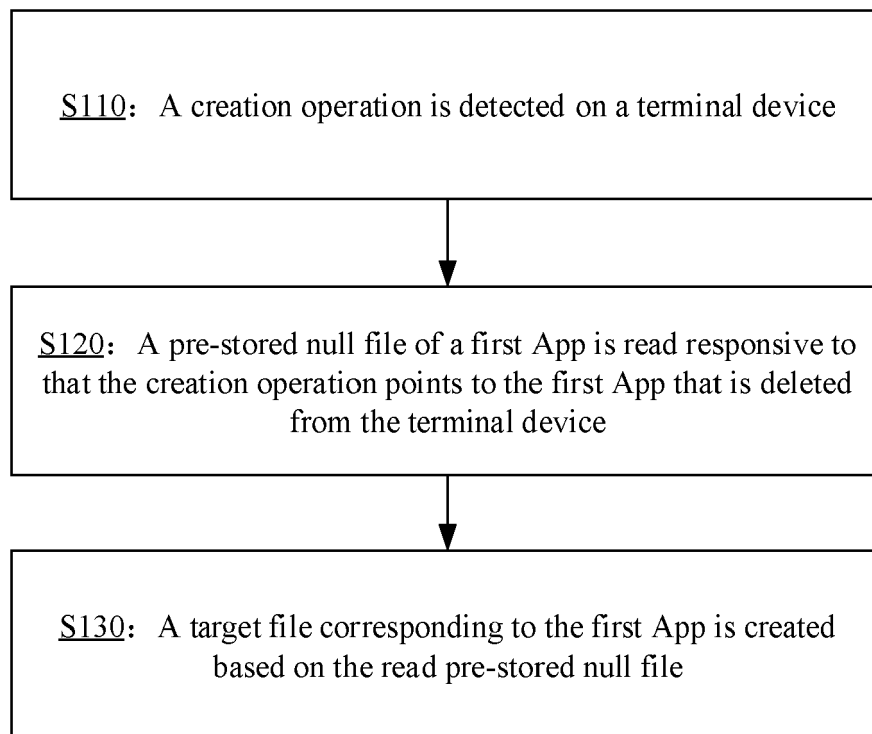 S110： A creation operation is detected on a terminal device
S120： A pre-stored null file of a first App is read responsive to
that the creation operation points to the first App that is deleted
from the terminal device
S130： A target file corresponding to the first App is created
based on the read pre-stored null file